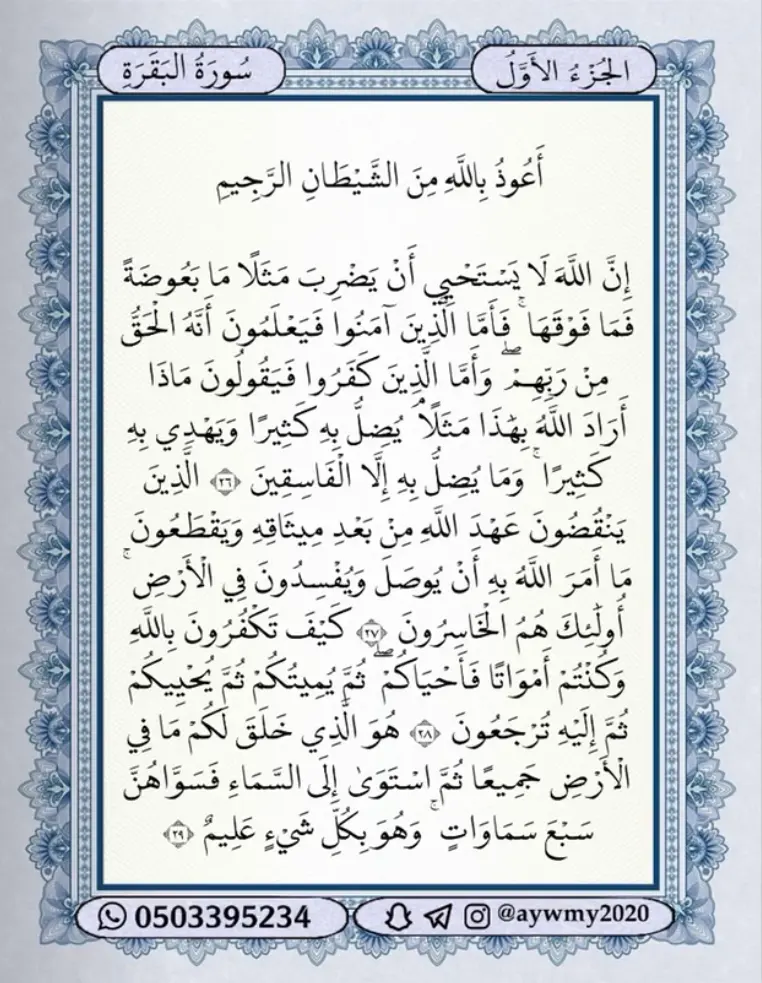 الجُزْءُ الأَوَّلُ
سُورَةُ البَقَرَةِ
أَعُوذُ بِاللَّهِ مِنَ الشَّيْطَانِ الرَّجِيمِ
إِنَّ اللَّهَ لَا يَسْتَحْيِي أَنْ يَضْرِبَ مَثَلًا مَا بَعُوضَةً
فَمَا فَوْقَهَا ۚ فَأَمَّا الَّذِينَ آمَنُوا فَيَعْلَمُونَ أَنَّهُ الْحَقُّ
مِنْ رَبِّهِمْ ۖ وَأَمَّا الَّذِينَ كَفَرُوا فَيَقُولُونَ مَاذَا
أَرَادَ اللَّهُ بِهَٰذَا مَثَلًا ۘ يُضِلُّ بِهِ كَثِيرًا وَيَهْدِي بِهِ
كَثِيرًا ۚ وَمَا يُضِلُّ بِهِ إِلَّا الْفَاسِقِينَ ﴿٢٦﴾ الَّذِينَ
يَنْقُضُونَ عَهْدَ اللَّهِ مِنْ بَعْدِ مِيثَاقِهِ وَيَقْطَعُونَ
مَا أَمَرَ اللَّهُ بِهِ أَنْ يُوصَلَ وَيُفْسِدُونَ فِي الْأَرْضِ ۚ
أُولَٰئِكَ هُمُ الْخَاسِرُونَ ﴿٢٧﴾ كَيْفَ تَكْفُرُونَ بِاللَّهِ
وَكُنْتُمْ أَمْوَاتًا فَأَحْيَاكُمْ ۖ ثُمَّ يُمِيتُكُمْ ثُمَّ يُحْيِيكُمْ
ثُمَّ إِلَيْهِ تُرْجَعُونَ ﴿٢٨﴾ هُوَ الَّذِي خَلَقَ لَكُمْ مَا فِي
الْأَرْضِ جَمِيعًا ثُمَّ اسْتَوَىٰ إِلَى السَّمَاءِ فَسَوَّاهُنَّ
سَبْعَ سَمَاوَاتٍ ۚ وَهُوَ بِكُلِّ شَيْءٍ عَلِيمٌ ﴿٢٩﴾
0503395234
@aywmy2020